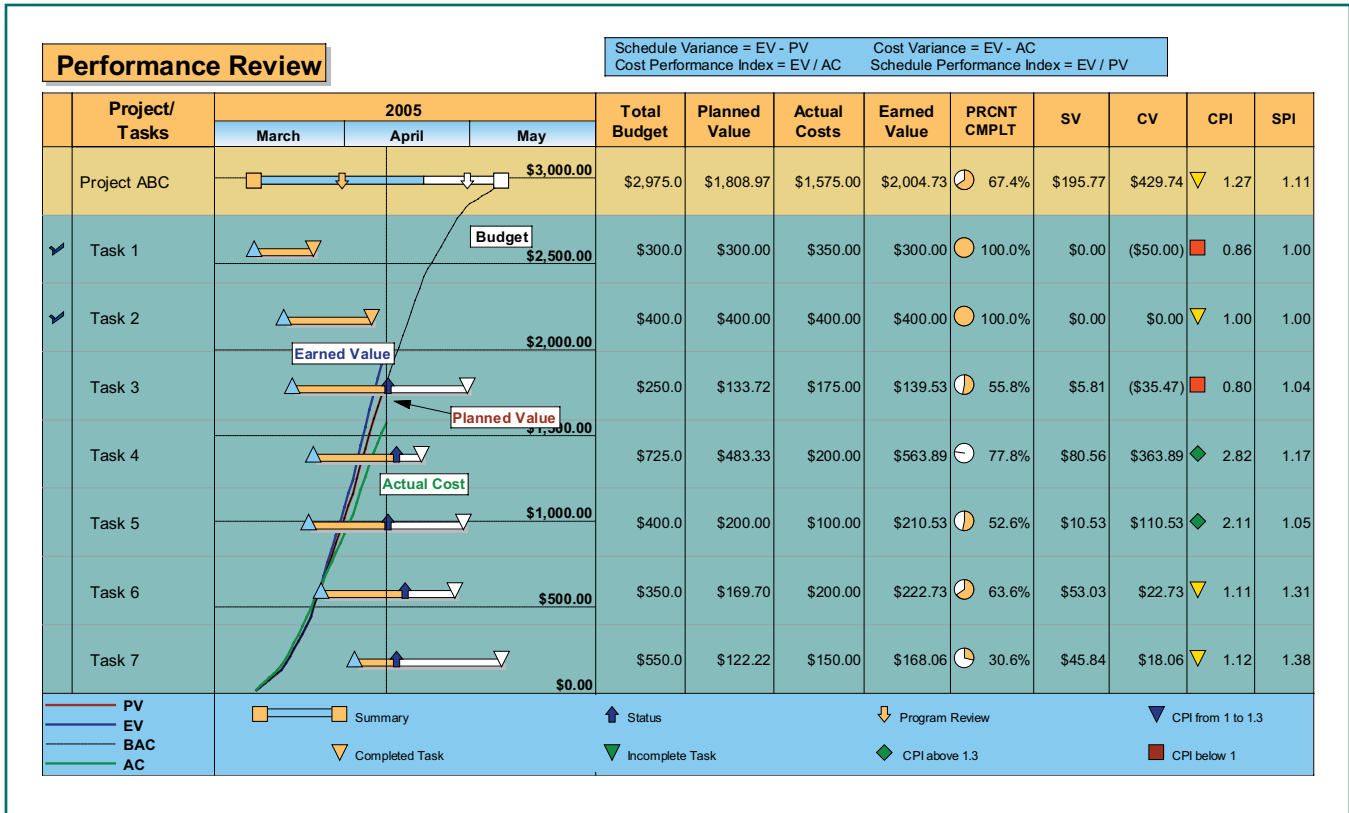 Performance Review
Schedule Variance = EV - PV Cost Variance = EV - AC
Cost Performance Index = EV / AC Schedule Performance Index = EV / PV
Project/ Tasks 2005 Total Budget Planned Value Actual Costs Earned Value PRCNT CMPLT SV CV CPI SPI
March April May
Project ABC $3,000.00 $2,975.0 $1,808.97 $1,575.00 $2,004.73 67.4% $195.77 $429.74 1.27 1.11
Budget
Task 1 $2,500.00 $300.0 $300.00 $350.00 $300.00 100.0% $0.00 ($50.00) 0.86 1.00
Task 2 $400.0 $400.00 $400.00 $400.00 100.0% $0.00 $0.00 1.00 1.00
$2,000.00
Earned Value
Task 3 $250.0 $133.72 $175.00 $139.53 55.8% $5.81 ($35.47) 0.80 1.04
Planned Value
$1,500.00
Task 4 $725.0 $483.33 $200.00 $563.89 77.8% $80.56 $363.89 2.82 1.17
Actual Cost
$1,000.00
Task 5 $400.0 $200.00 $100.00 $210.53 52.6% $10.53 $110.53 2.11 1.05
Task 6 $350.0 $169.70 $200.00 $222.73 63.6% $53.03 $22.73 1.11 1.31
$500.00
Task 7 $550.0 $122.22 $150.00 $168.06 30.6% $45.84 $18.06 1.12 1.38
$0.00
PV
EV
BAC
AC
Summary Status Program Review CPI from 1 to 1.3
Completed Task Incomplete Task CPI above 1.3 CPI below 1